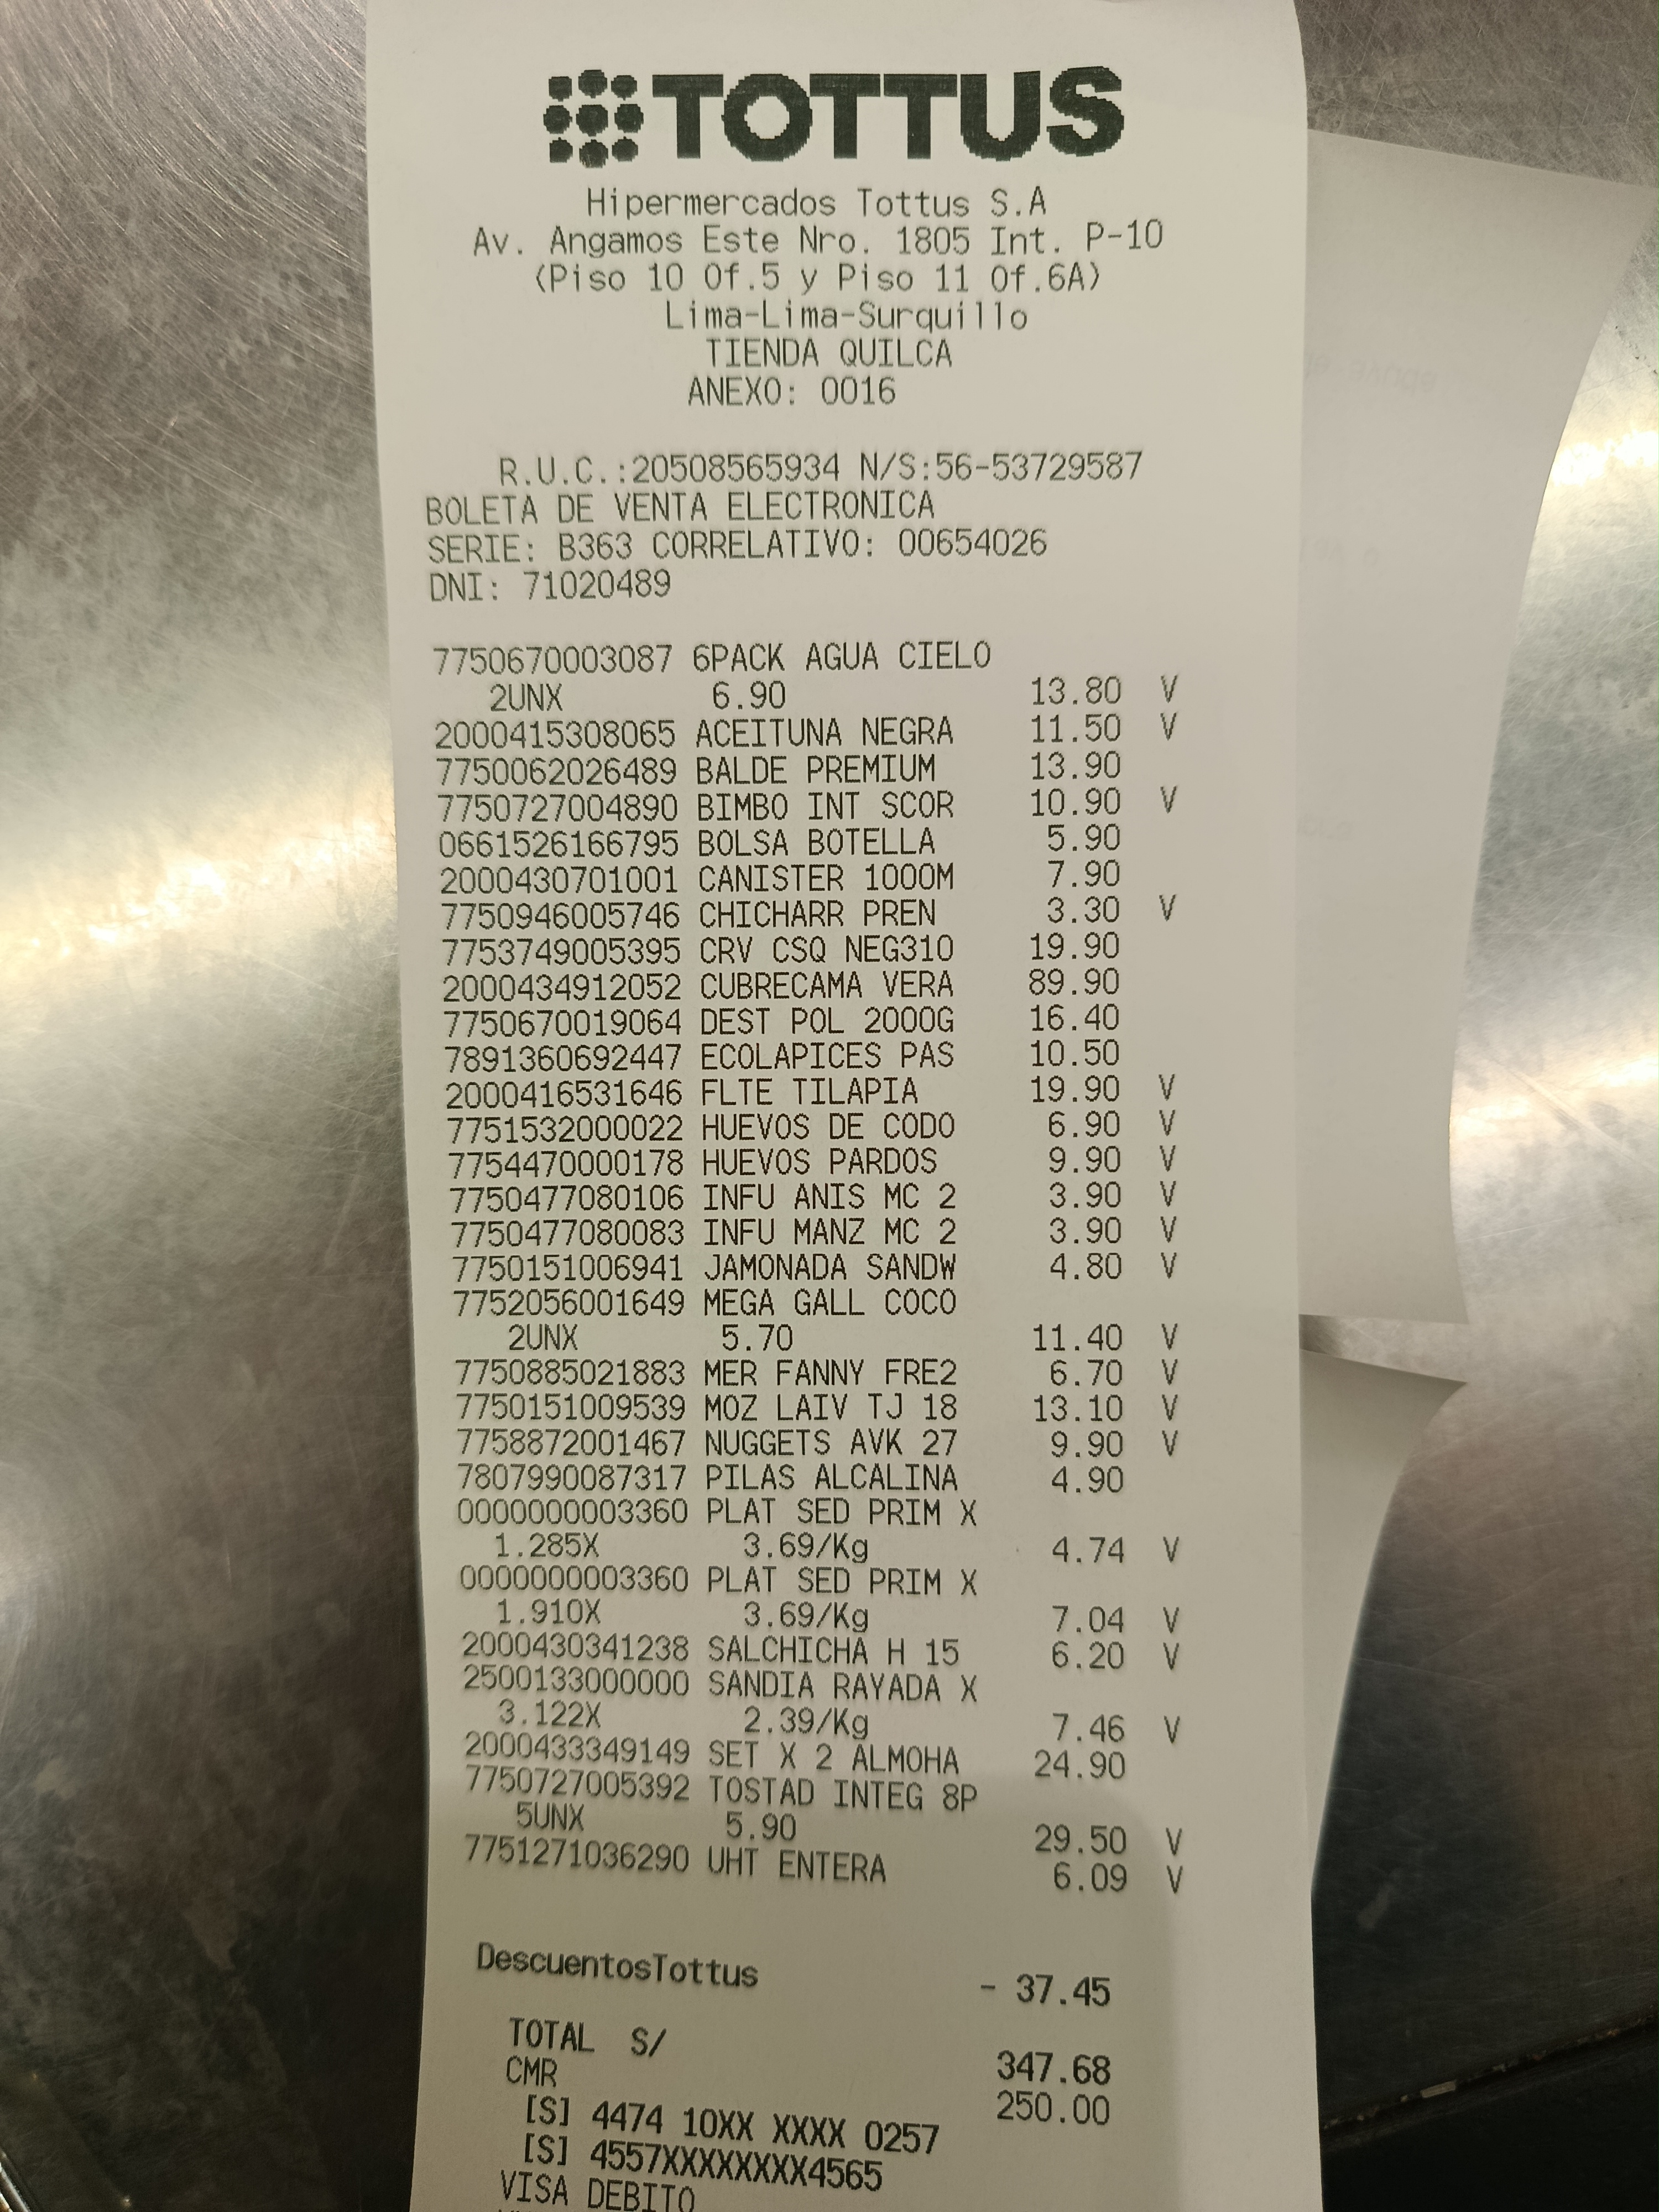 TOTTUS
Hipermercados Tottus S.A
Av. Angamos Este Nro. 1805 Int. P-10
(Piso 10 Of.5 y Piso 11 Of.6A)
Lima-Lima-Surquillo
TIENDA QUILCA
ANEXO: 0016
R.U.C.:20508565934 N/S:56-53729587
BOLETA DE VENTA ELECTRONICA
SERIE: B363 CORRELATIVO: 00654026
DNI: 71020489
7750670003087 6PACK AGUA CIELO
2UNX 6.90 13.80 V
2000415308065 ACEITUNA NEGRA 11.50 V
7750062026489 BALDE PREMIUM 13.90
7750727004890 BIMBO INT SCOR 10.90 V
0661526166795 BOLSA BOTELLA 5.90
2000430701001 CANISTER 1000M 7.90
7750946005746 CHICHARR PREN 3.30 V
7753749005395 CRV CSQ NEG310 19.90
2000434912052 CUBRECAMA VERA 89.90
7750670019064 DEST POL 2000G 16.40
7891360692447 ECOLAPICES PAS 10.50
2000416531646 FLTE TILAPIA 19.90 V
7751532000022 HUEVOS DE CODO 6.90 V
7754470000178 HUEVOS PARDOS 9.90 V
7750477080106 INFU ANIS MC 2 3.90 V
7750477080083 INFU MANZ MC 2 3.90 V
7750151006941 JAMONADA SANDW 4.80 V
7752056001649 MEGA GALL COCO
2UNX 5.70 11.40 V
7750885021883 MER FANNY FRE2 6.70 V
7750151009539 MOZ LAIV TJ 18 13.10 V
7758872001467 NUGGETS AVK 27 9.90 V
7807990087317 PILAS ALCALINA 4.90
0000000003360 PLAT SED PRIM X
1.285X 3.69/Kg 4.74 V
0000000003360 PLAT SED PRIM X
1.910X 3.69/Kg 7.04 V
2000430341238 SALCHICHA H 15 6.20 V
2500133000000 SANDIA RAYADA X
3.122X 2.39/Kg 7.46 V
2000433349149 SET X 2 ALMOHA 24.90
7750727005392 TOSTAD INTEG 8P
5UNX 5.90 29.50 V
7751271036290 UHT ENTERA 6.09 V
DescuentosTottus - 37.45
TOTAL S/ 347.68
CMR 250.00
[S] 4474 10XX XXXX 0257
[S] 4557XXXXXXXX4565
VISA DEBITO